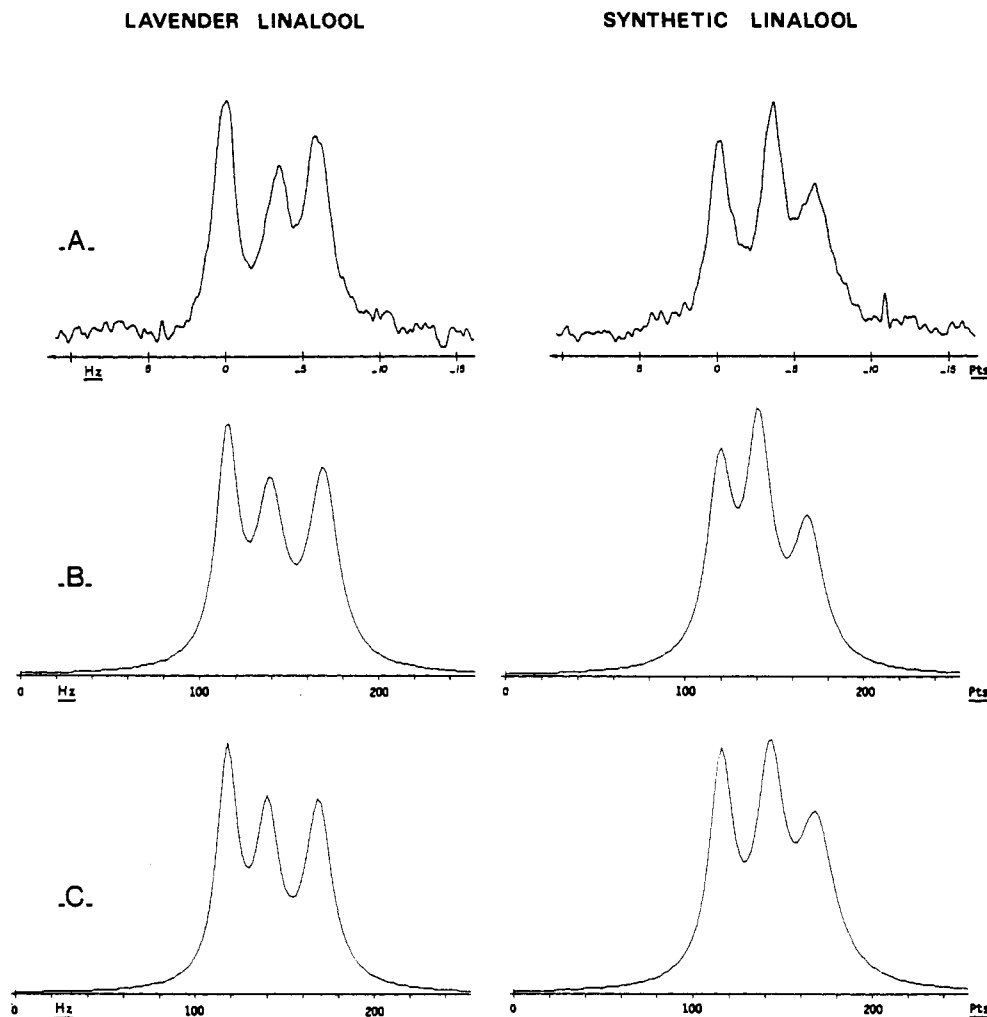 LAVENDER LINALOOL
SYNTHETIC LINALOOL
-A-
Hz 5 0 -5 -10 -15
5 0 -5 -10 -15 Pts
-B-
0 Hz 100 200
0 100 200 Pts
-C-
0 Hz 100 200
0 100 200 Pts